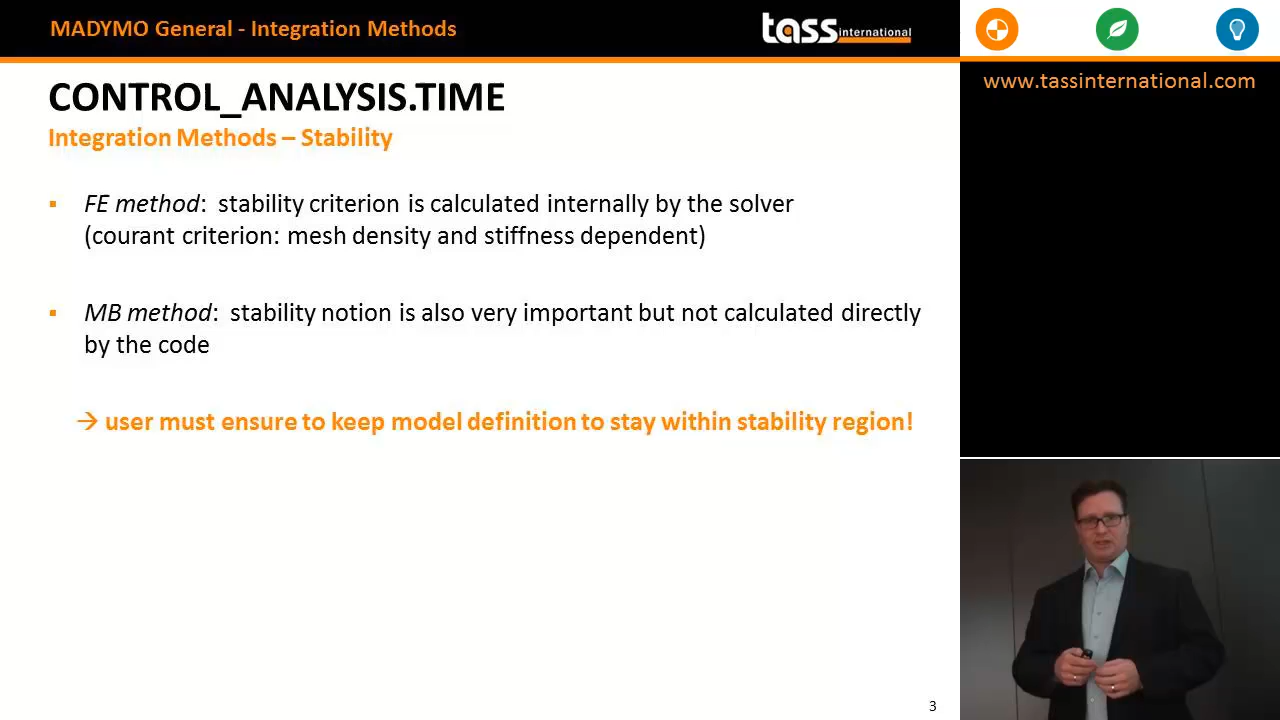 MADYMO General - Integration Methods
tass international
www.tassinternational.com
CONTROL_ANALYSIS.TIME
Integration Methods – Stability
▪ FE method: stability criterion is calculated internally by the solver
(courant criterion: mesh density and stiffness dependent)
▪ MB method: stability notion is also very important but not calculated directly
by the code
→ user must ensure to keep model definition to stay within stability region!
3